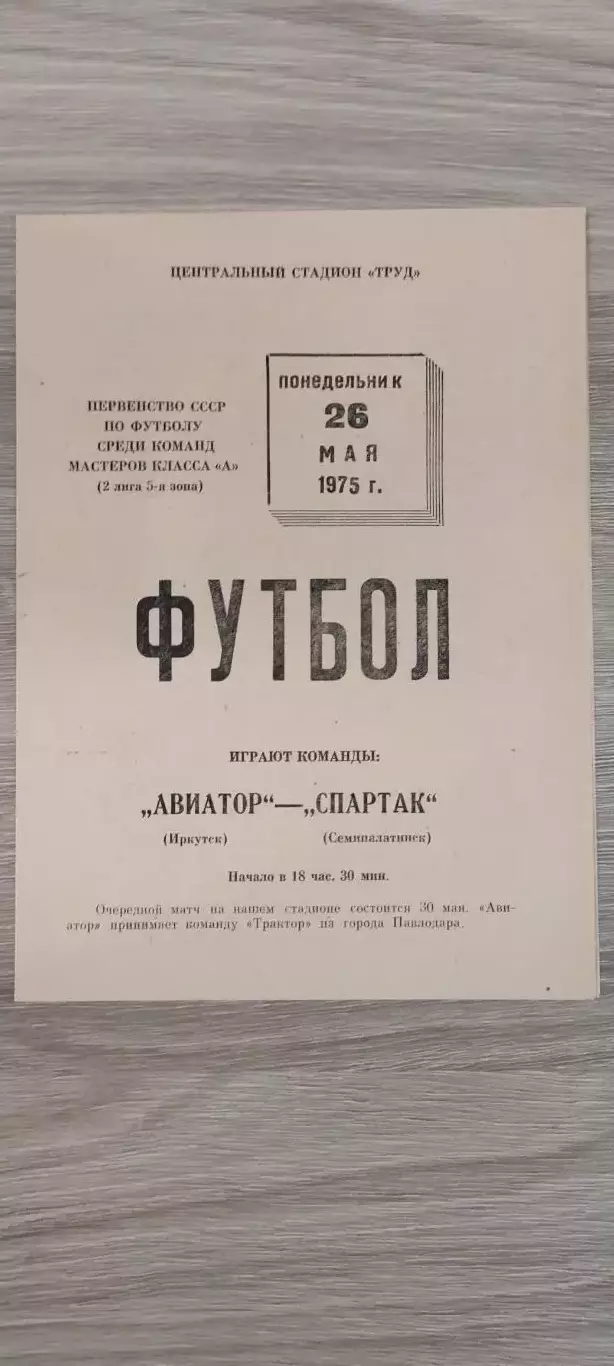 ЦЕНТРАЛЬНЫЙ СТАДИОН «ТРУД»
ПЕРВЕНСТВО СССР
ПО ФУТБОЛУ
СРЕДИ КОМАНД
МАСТЕРОВ КЛАССА «А»
(2 лига 5-я зона)
ПОНЕДЕЛЬНИК
26
МАЯ
1975 г.
ФУТБОЛ
ИГРАЮТ КОМАНДЫ:
„АВИАТОР“—„СПАРТАК“
(Иркутск) (Семипалатинск)
Начало в 18 час. 30 мин.
Очередной матч на нашем стадионе состоится 30 мая. «Ави-
атор» принимает команду «Трактор» из города Павлодара.